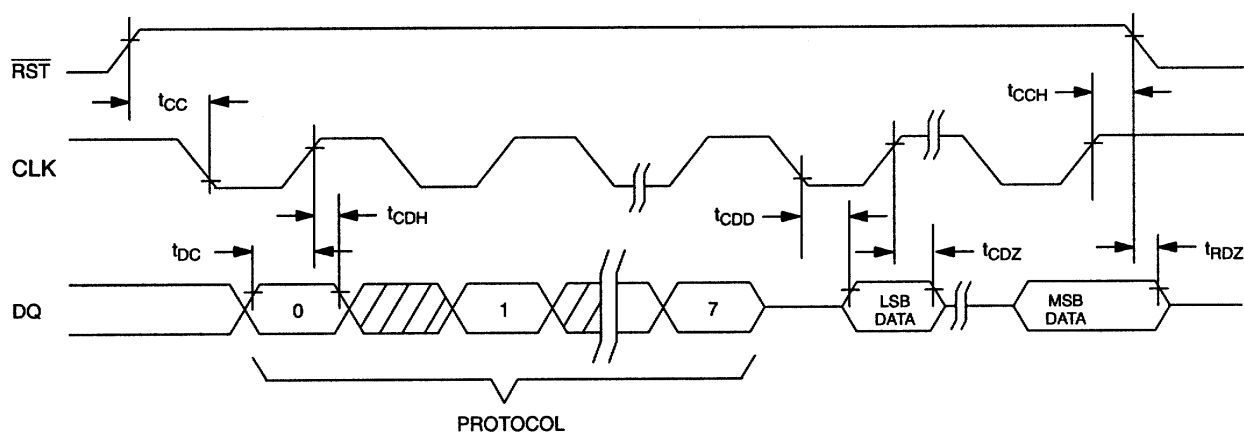 RST
tCC
tCCH
CLK
tCDH
tCDD
tDC
tCDZ
tRDZ
DQ
0
1
7
LSB
DATA
MSB
DATA
PROTOCOL